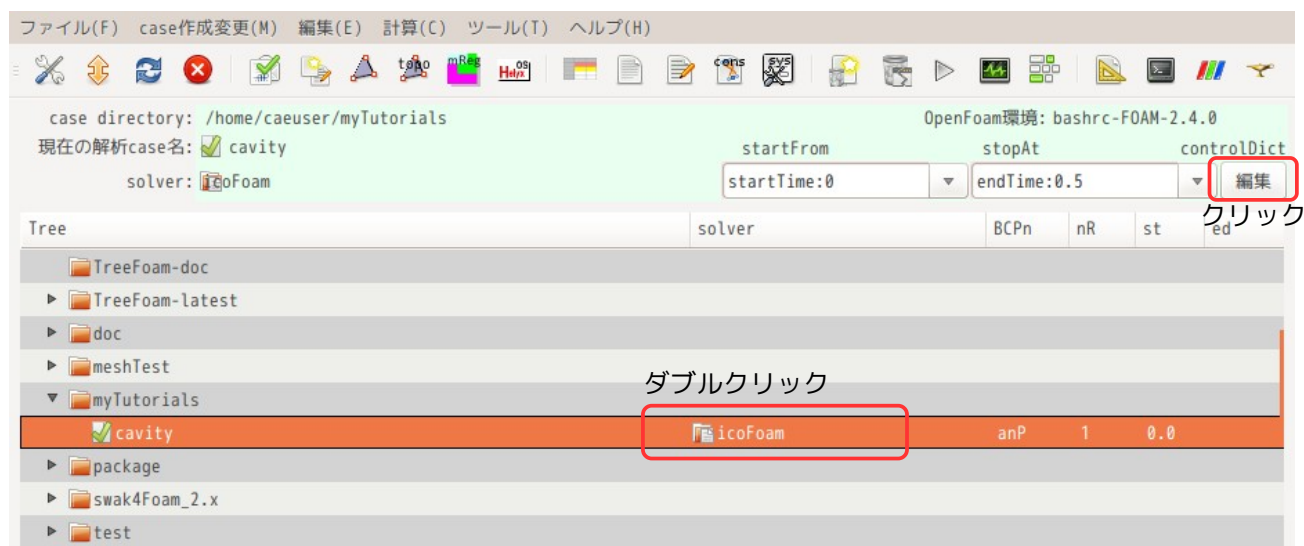 ファイル(F) case作成変更(M) 編集(E) 計算(C) ツール(T) ヘルプ(H)
topo mReg Helyx OS cons sys
case directory: /home/caeuser/myTutorials OpenFoam環境: bashrc-FOAM-2.4.0
現在の解析case名: cavity startFrom stopAt controlDict
solver: icoFoam startTime:0 endTime:0.5 編集
クリック
Tree solver BCPn nR st ed
TreeFoam-doc
TreeFoam-latest
doc
meshTest
ダブルクリック
myTutorials
cavity icoFoam anP 1 0.0
package
swak4Foam_2.x
test